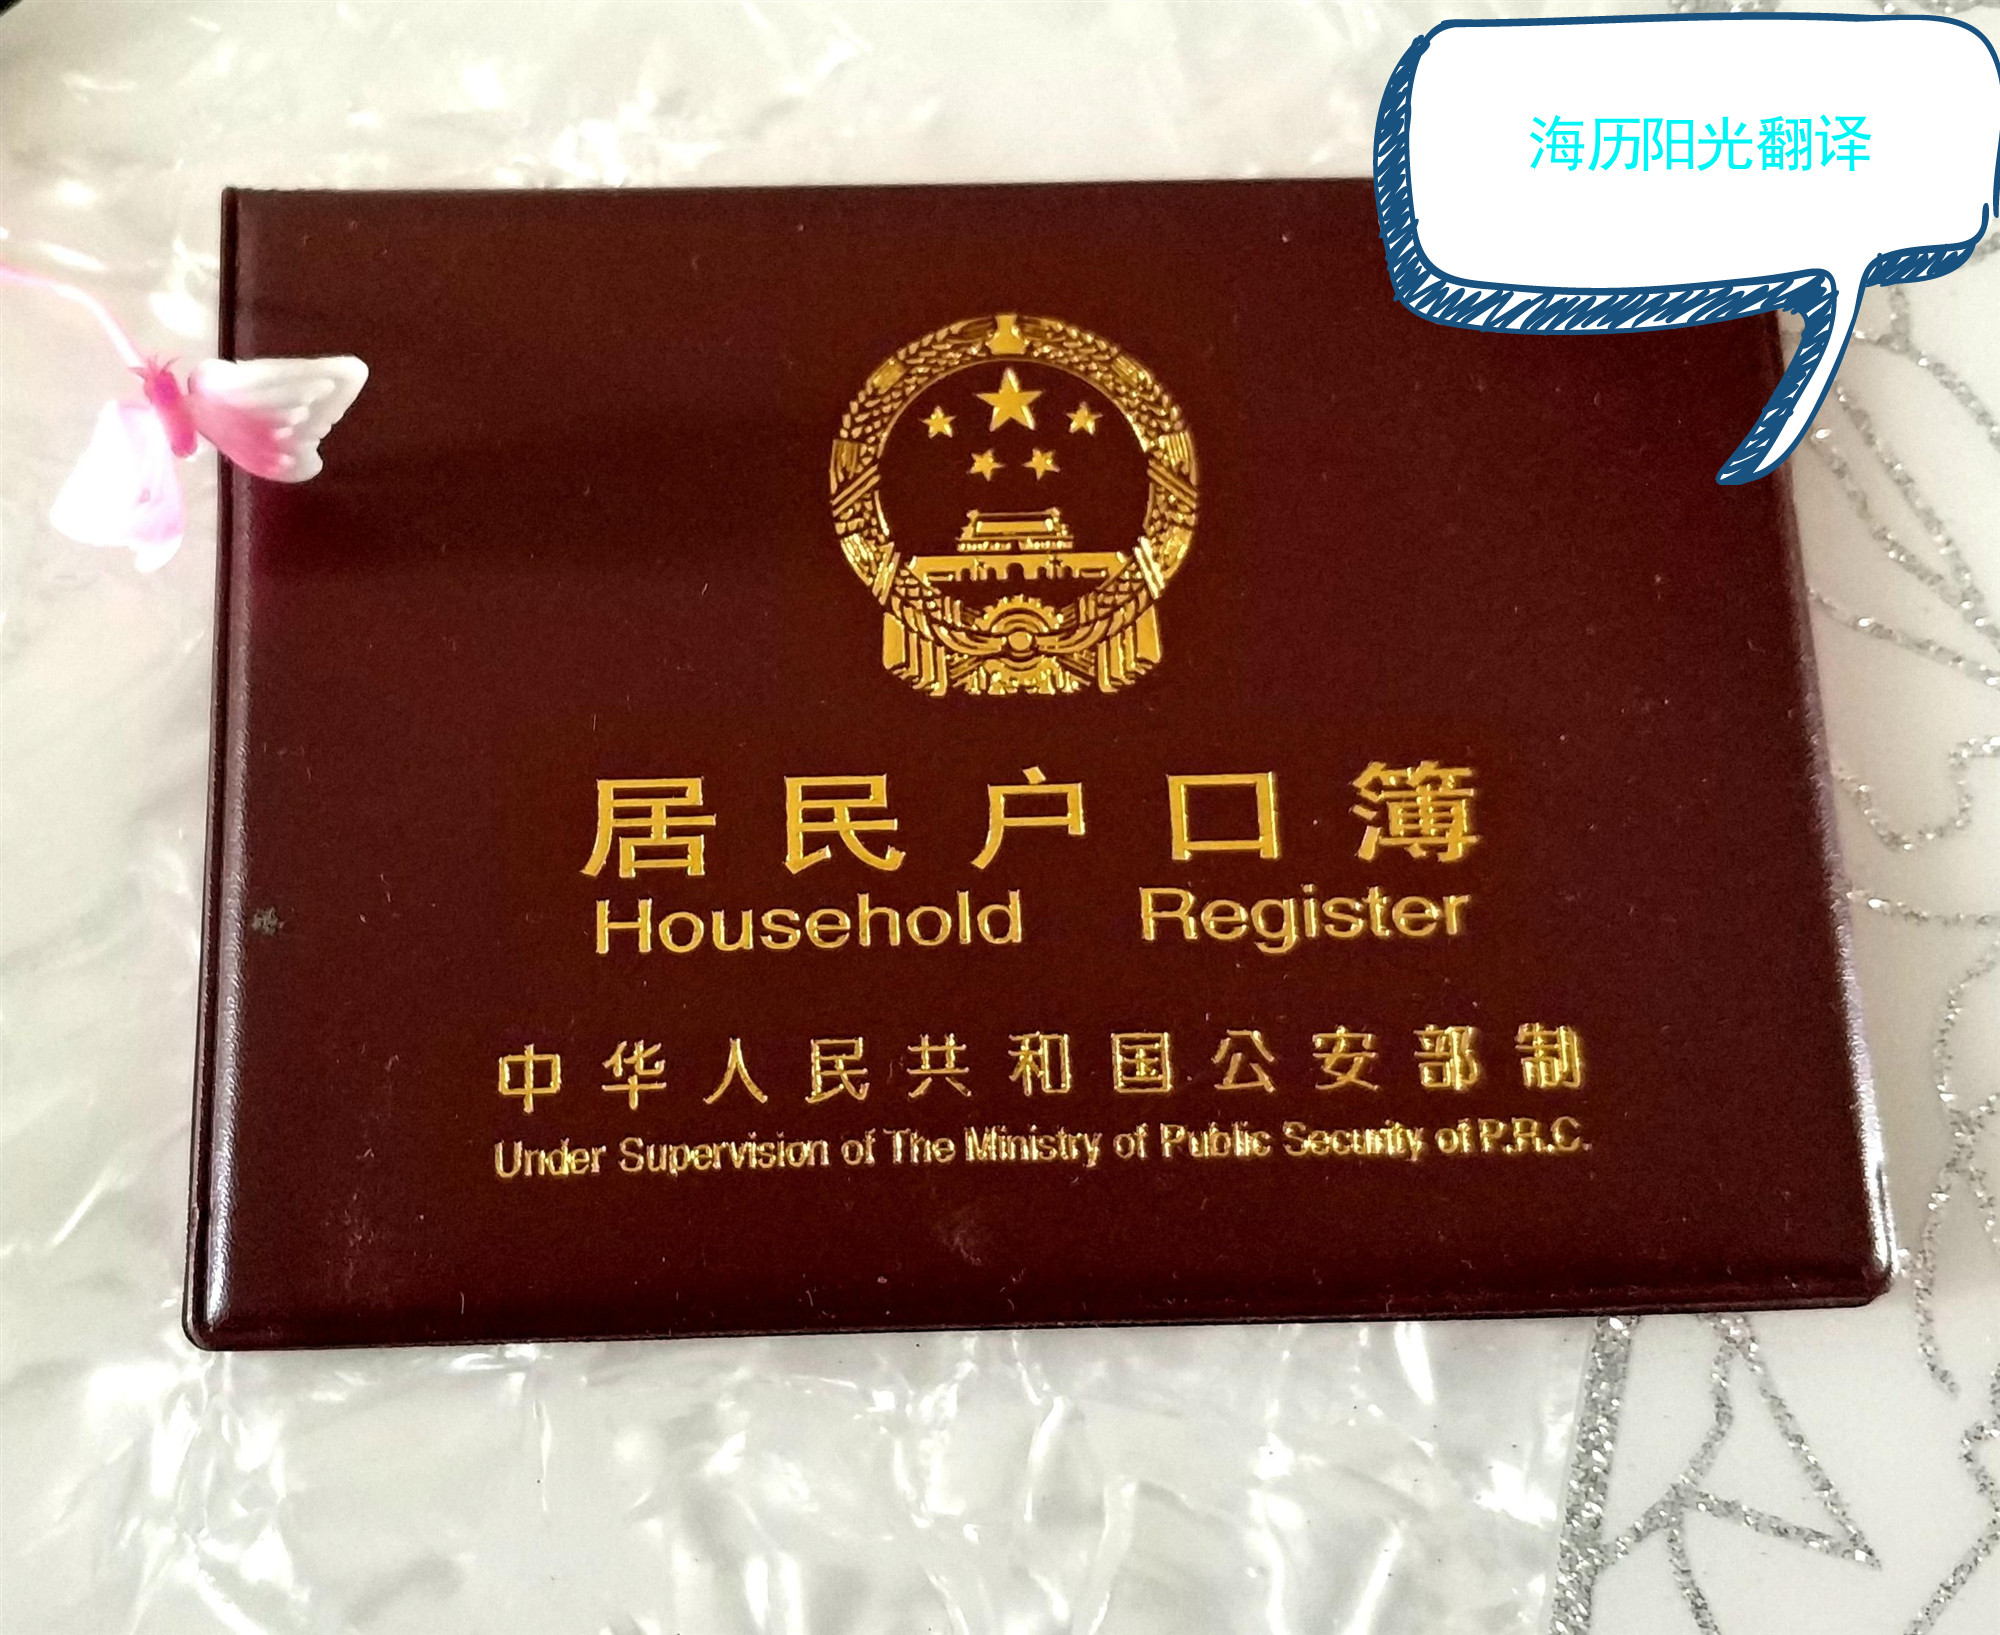 海历阳光翻译
居民户口簿
Household Register
中华人民共和国公安部制
Under Supervision of The Ministry of Public Security of P.R.C.